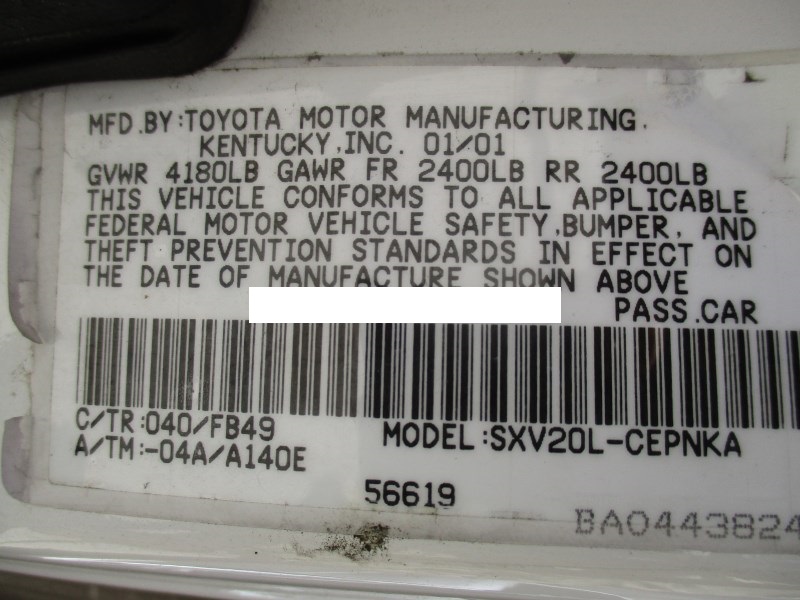 MFD.BY:TOYOTA MOTOR MANUFACTURING,
KENTUCKY,INC. 01/01
GVWR 4180LB GAWR FR 2400LB RR 2400LB
THIS VEHICLE CONFORMS TO ALL APPLICABLE
FEDERAL MOTOR VEHICLE SAFETY,BUMPER, AND
THEFT PREVENTION STANDARDS IN EFFECT ON
THE DATE OF MANUFACTURE SHOWN ABOVE
PASS.CAR
C/TR:040/FB49
A/TM:-04A/A140E
MODEL:SXV20L-CEPNKA
56619
BA0443824